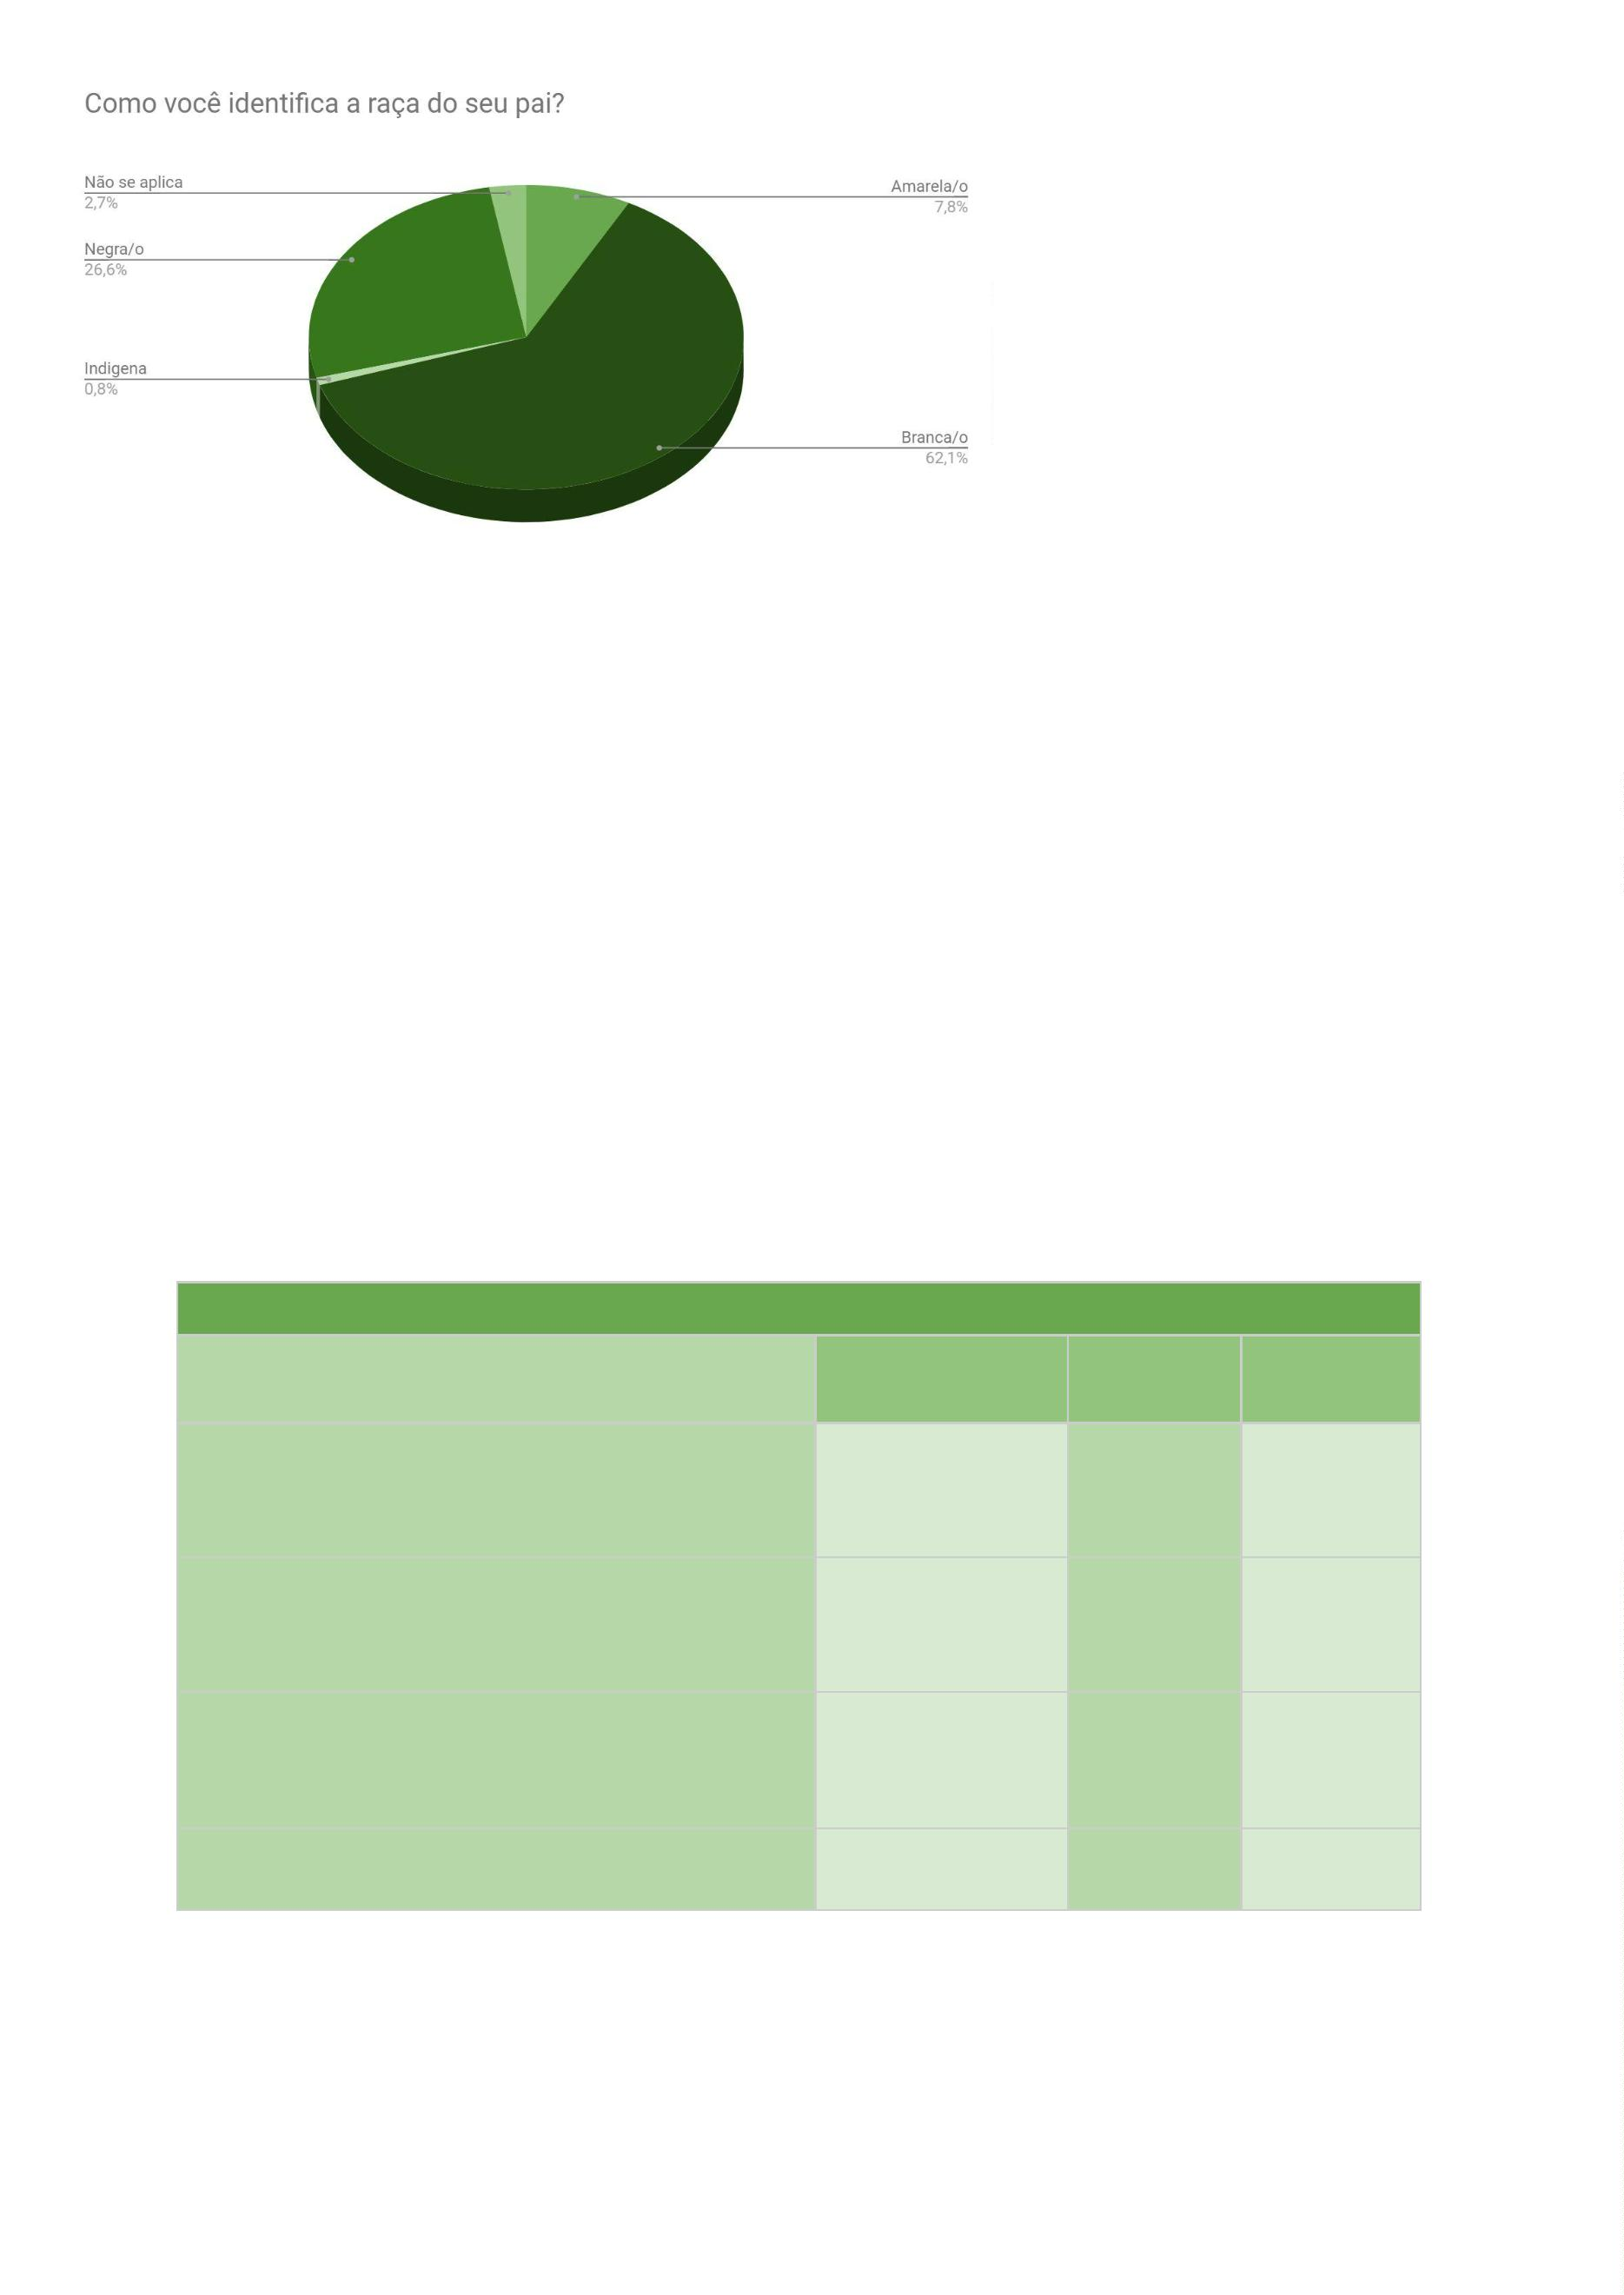 Como você identifica a raça do seu pai?
Não se aplica
2,7%
Amarela/o
7,8%
Negra/o
26,6%
Indigena
0,8%
Branca/o
62,1%